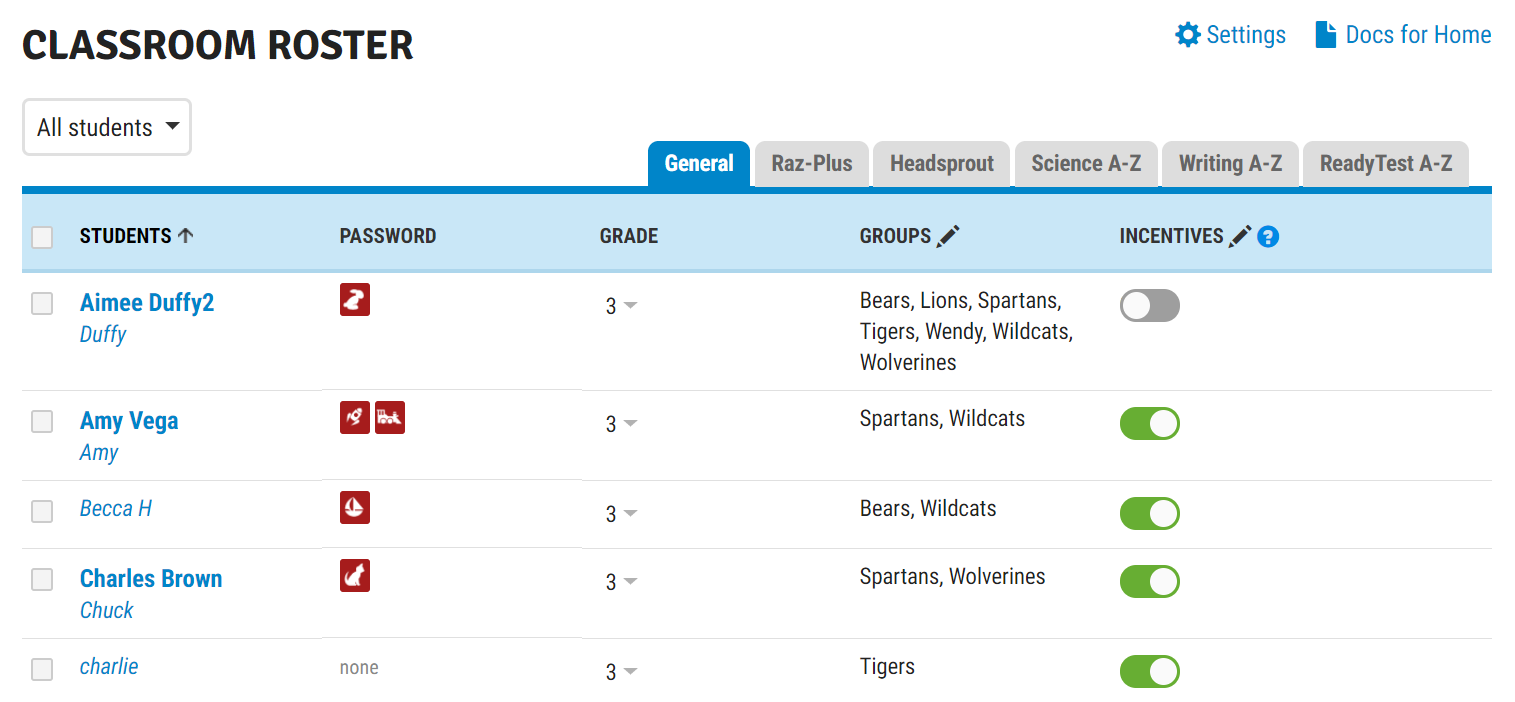 CLASSROOM ROSTER
Settings
Docs for Home
All students
General
Raz-Plus
Headsprout
Science A-Z
Writing A-Z
ReadyTest A-Z
STUDENTS
PASSWORD
GRADE
GROUPS
INCENTIVES
?
Aimee Duffy2
Duffy
3
Bears, Lions, Spartans,
Tigers, Wendy, Wildcats,
Wolverines
Amy Vega
Amy
3
Spartans, Wildcats
Becca H
3
Bears, Wildcats
Charles Brown
Chuck
3
Spartans, Wolverines
charlie
none
3
Tigers